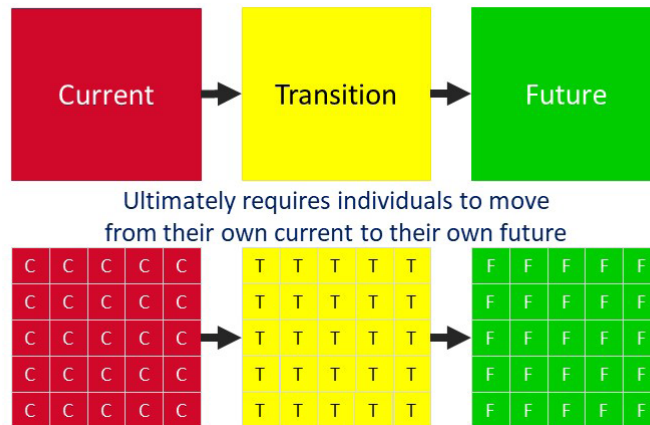 Current Transition Future
Ultimately requires individuals to move
from their own current to their own future
C C C C C T T T T T F F F F F
C C C C C T T T T T F F F F F
C C C C C T T T T T F F F F F
C C C C C T T T T T F F F F F
C C C C C T T T T T F F F F F